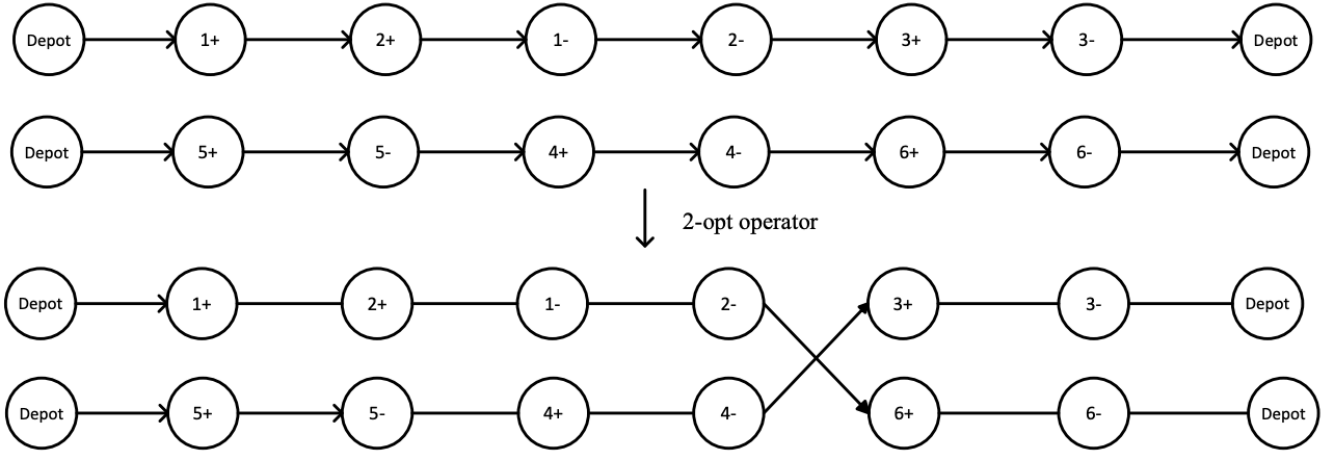 Depot 1+ 2+ 1- 2- 3+ 3- Depot
Depot 5+ 5- 4+ 4- 6+ 6- Depot
2-opt operator
Depot 1+ 2+ 1- 2- 3+ 3- Depot
Depot 5+ 5- 4+ 4- 6+ 6- Depot